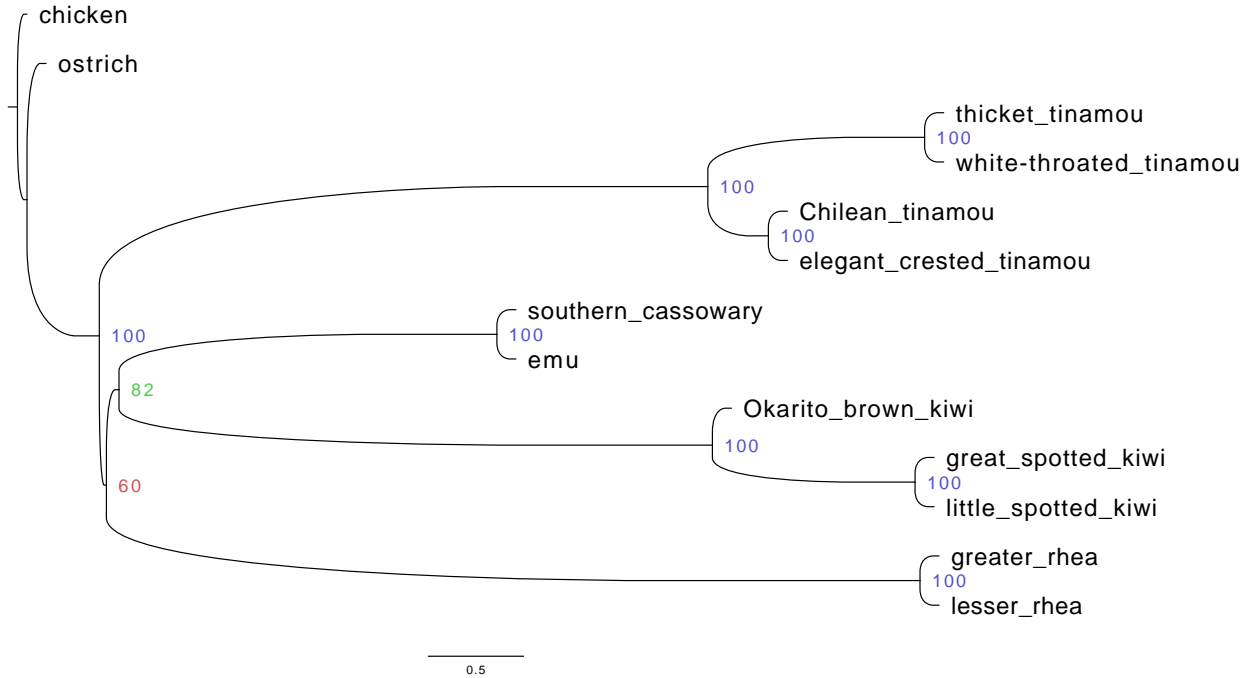 chicken
ostrich
thicket_tinamou
100
white-throated_tinamou
100
Chilean_tinamou
100
elegant_crested_tinamou
southern_cassowary
100
100
emu
82
Okarito_brown_kiwi
100
great_spotted_kiwi
60
100
little_spotted_kiwi
greater_rhea
100
lesser_rhea
0.5